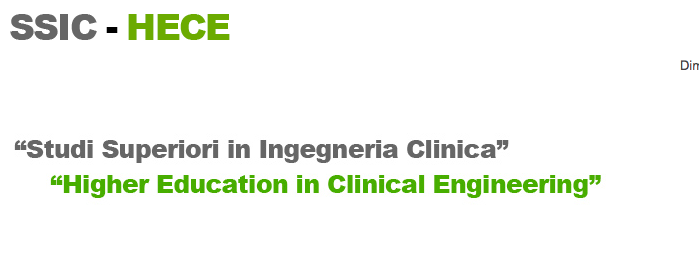 SSIC - HECE
“Studi Superiori in Ingegneria Clinica”
“Higher Education in Clinical Engineering”